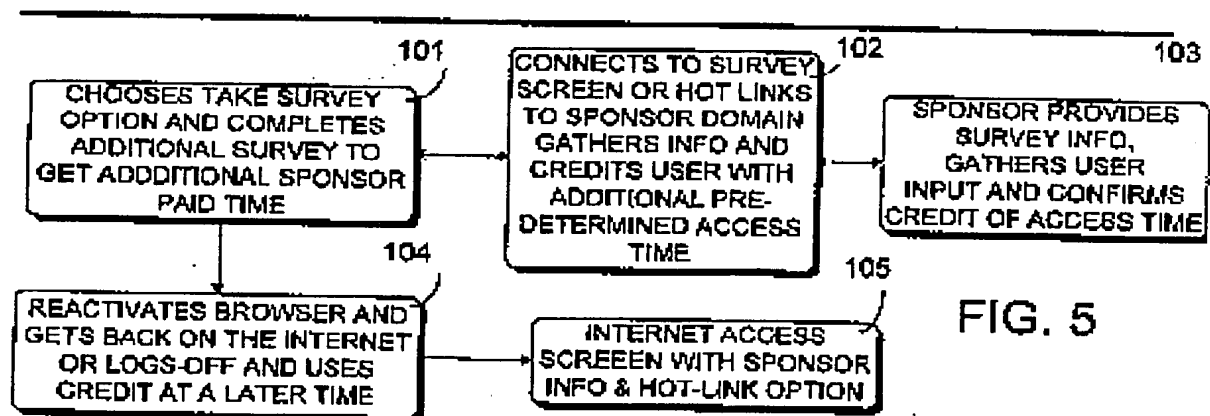 101
CHOOSES TAKE SURVEY
OPTION AND COMPLETES
ADDITIONAL SURVEY TO
GET ADDDITIONAL SPONSOR
PAID TIME
102
CONNECTS TO SURVEY
SCREEN OR HOT LINKS
TO SPONSOR DOMAIN
GATHERS INFO AND
CREDITS USER WITH
ADDITIONAL PRE-
DETERMINED ACCESS
TIME
103
SPONSOR PROVIDES
SURVEY INFO,
GATHERS USER
INPUT AND CONFIRMS
CREDIT OF ACCESS TIME
104
REACTIVATES BROWSER AND
GETS BACK ON THE INTERNET
OR LOGS-OFF AND USES
CREDIT AT A LATER TIME
105
INTERNET ACCESS
SCREEEN WITH SPONSOR
INFO & HOT-LINK OPTION
FIG. 5